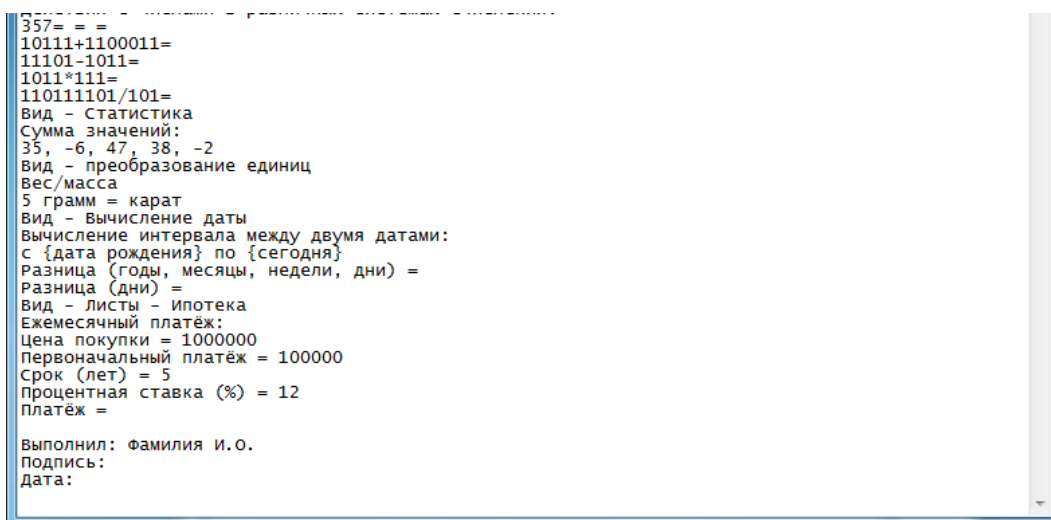 357= = =
10111+1100011=
11101-1011=
1011*111=
110111101/101=
Вид - Статистика
Сумма значений:
35, -6, 47, 38, -2
Вид - преобразование единиц
Вес/масса
5 грамм = карат
Вид - Вычисление даты
Вычисление интервала между двумя датами:
с {дата рождения} по {сегодня}
Разница (годы, месяцы, недели, дни) =
Разница (дни) =
Вид - Листы - Ипотека
Ежемесячный платёж:
Цена покупки = 1000000
Первоначальный платёж = 100000
Срок (лет) = 5
Процентная ставка (%) = 12
Платёж =
Выполнил: Фамилия И.О.
Подпись:
Дата: